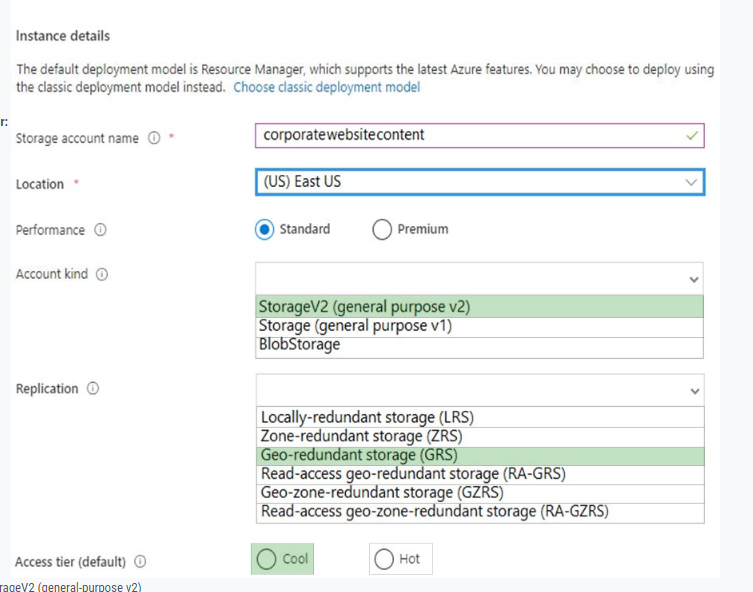 Instance details
The default deployment model is Resource Manager, which supports the latest Azure features. You may choose to deploy using
the classic deployment model instead. Choose classic deployment model
r:
Storage account name *
corporatewebsitecontent
Location *
(US) East US
Performance
Standard
Premium
Account kind
StorageV2 (general purpose v2)
Storage (general purpose v1)
BlobStorage
Replication
Locally-redundant storage (LRS)
Zone-redundant storage (ZRS)
Geo-redundant storage (GRS)
Read-access geo-redundant storage (RA-GRS)
Geo-zone-redundant storage (GZRS)
Read-access geo-zone-redundant storage (RA-GZRS)
Access tier (default)
Cool
Hot
rageV2 (general-purpose v2)